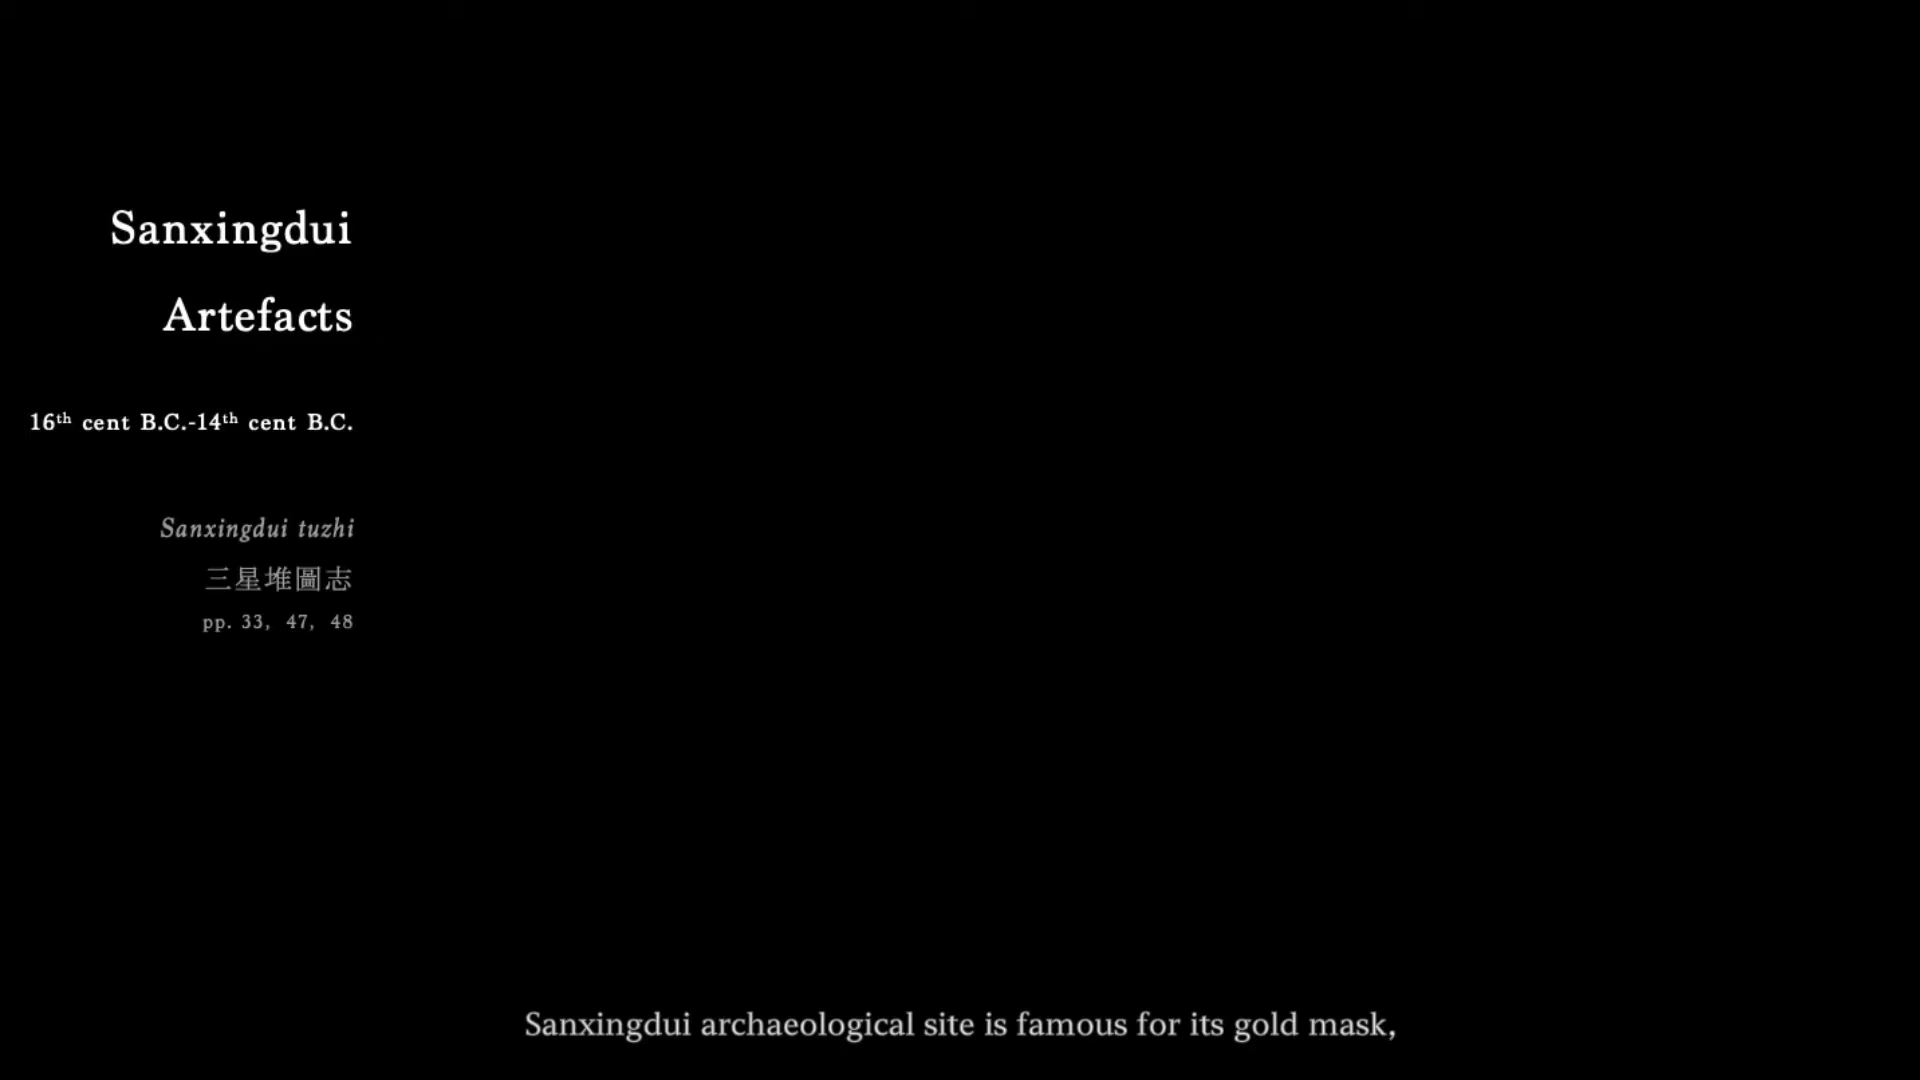 Sanxingdui
Artefacts
16th cent B.C.-14th cent B.C.
Sanxingdui tuzhi
三星堆圖志
pp. 33, 47, 48
Sanxingdui archaeological site is famous for its gold mask,